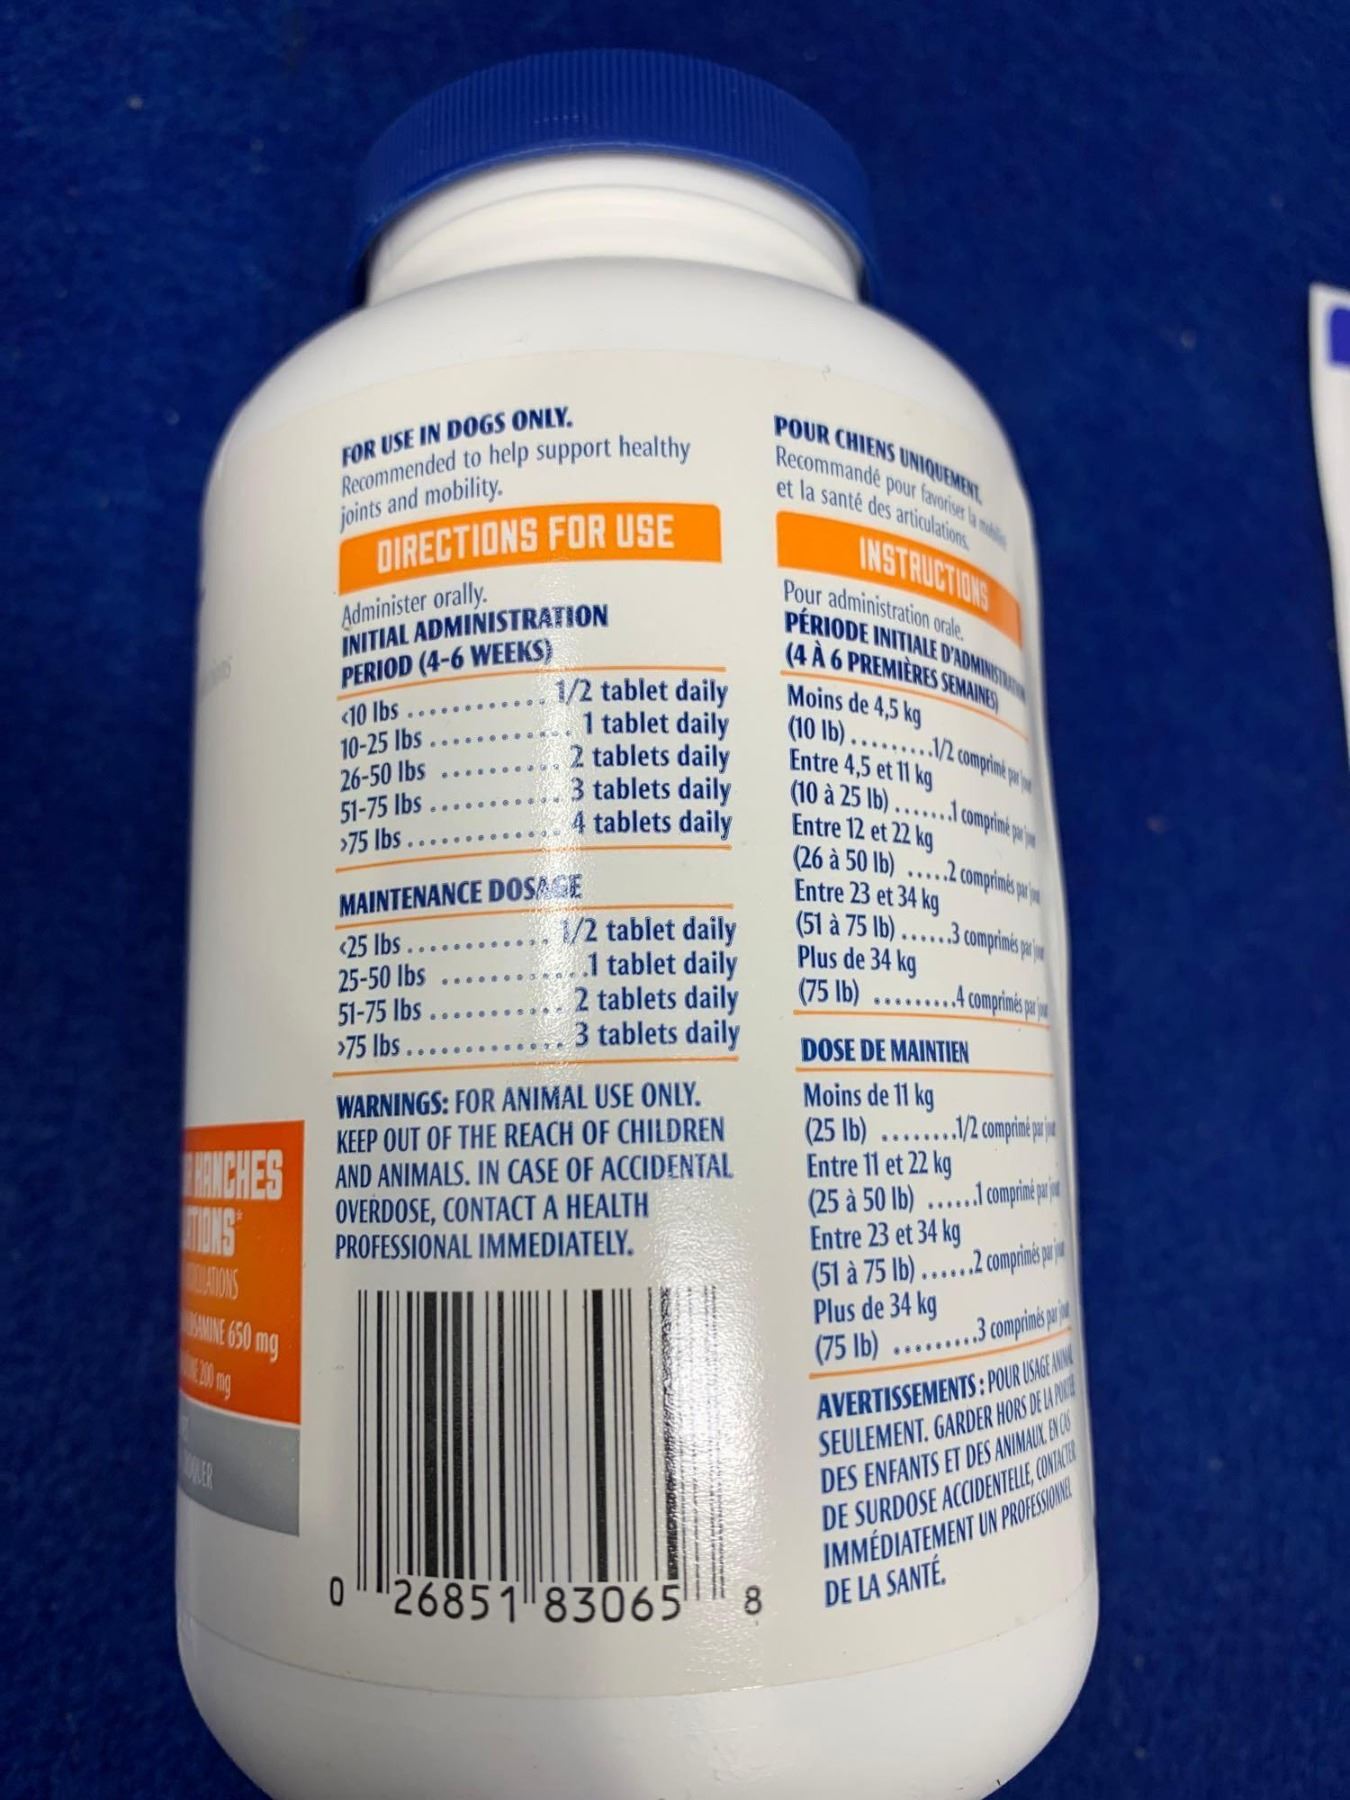 FOR USE IN DOGS ONLY.
Recommended to help support healthy
joints and mobility.
DIRECTIONS FOR USE
Administer orally.
INITIAL ADMINISTRATION
PERIOD (4-6 WEEKS)
<10 lbs ............ 1/2 tablet daily
10-25 lbs ............ 1 tablet daily
26-50 lbs .......... 2 tablets daily
51-75 lbs ........... 3 tablets daily
>75 lbs ............. 4 tablets daily
MAINTENANCE DOSAGE
<25 lbs ............ 1/2 tablet daily
25-50 lbs ............1 tablet daily
51-75 lbs ........... 2 tablets daily
>75 lbs ............. 3 tablets daily
WARNINGS: FOR ANIMAL USE ONLY.
KEEP OUT OF THE REACH OF CHILDREN
AND ANIMALS. IN CASE OF ACCIDENTAL
OVERDOSE, CONTACT A HEALTH
PROFESSIONAL IMMEDIATELY.
0 26851 83065 8
POUR CHIENS UNIQUEMENT.
Recommandé pour favoriser la mobilité
et la santé des articulations.
INSTRUCTIONS
Pour administration orale.
PÉRIODE INITIALE D'ADMINISTRATION
(4 À 6 PREMIÈRES SEMAINES)
Moins de 4,5 kg
(10 lb) .........1/2 comprimé par jour
Entre 4,5 et 11 kg
(10 à 25 lb) .......1 comprimé par jour
Entre 12 et 22 kg
(26 à 50 lb) .....2 comprimés par jour
Entre 23 et 34 kg
(51 à 75 lb) ......3 comprimés par jour
Plus de 34 kg
(75 lb) .........4 comprimés par jour
DOSE DE MAINTIEN
Moins de 11 kg
(25 lb) ........1/2 comprimé par jour
Entre 11 et 22 kg
(25 à 50 lb) ......1 comprimé par jour
Entre 23 et 34 kg
(51 à 75 lb) ......2 comprimés par jour
Plus de 34 kg
(75 lb) .........3 comprimés par jour
AVERTISSEMENTS : POUR USAGE ANIMAL
SEULEMENT. GARDER HORS DE LA PORTÉE
DES ENFANTS ET DES ANIMAUX. EN CAS
DE SURDOSE ACCIDENTELLE, CONTACTER
IMMÉDIATEMENT UN PROFESSIONNEL
DE LA SANTÉ.
HANCHES
650 mg
200 mg